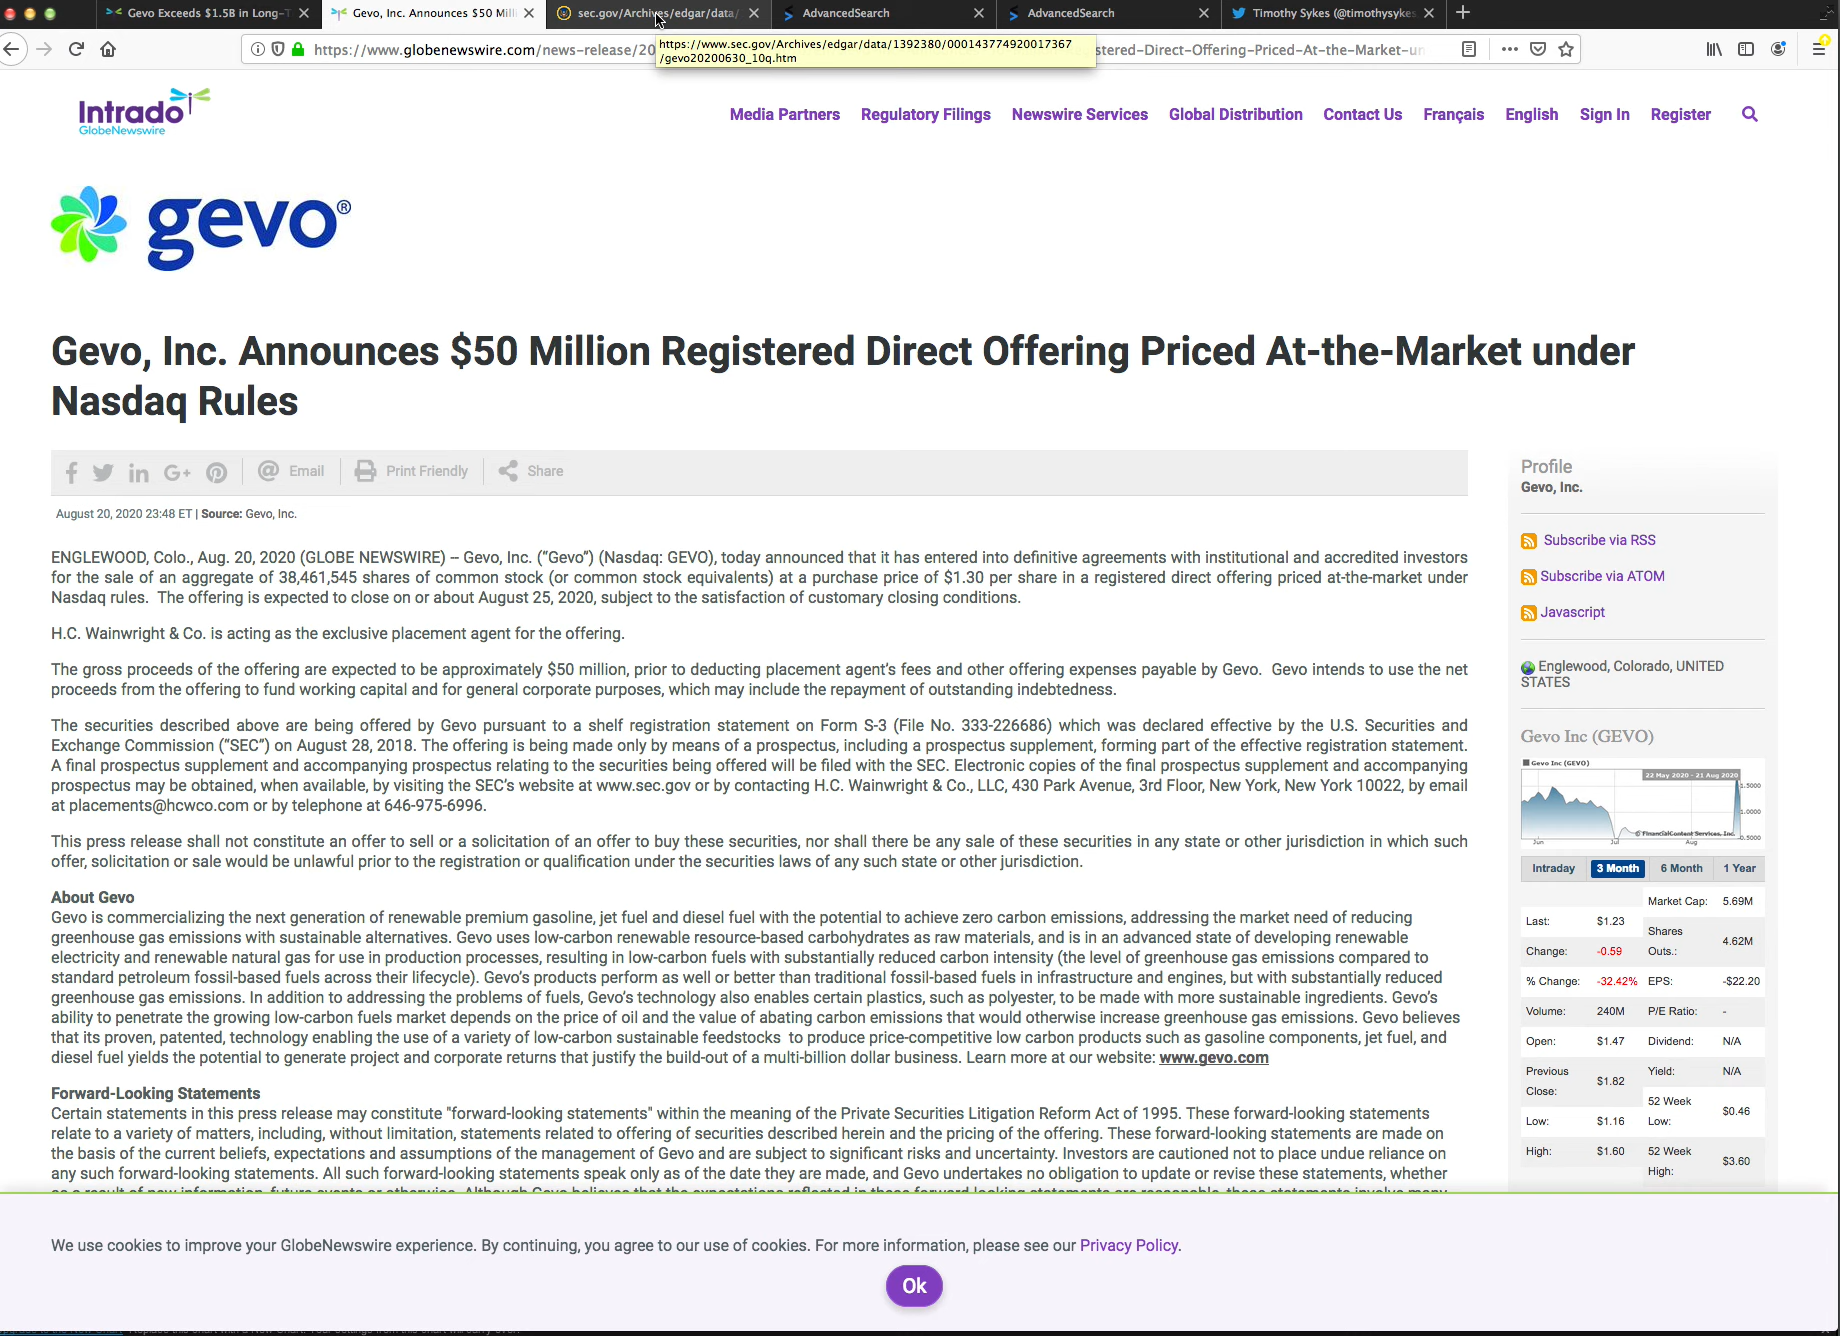 Gevo Exceeds $1.5B in Long-T
Gevo, Inc. Announces $50 Mill
sec.gov/Archives/edgar/data/
AdvancedSearch
AdvancedSearch
Timothy Sykes (@timothysykes
https://www.globenewswire.com/news-release/20
stered-Direct-Offering-Priced-At-the-Market-un
https://www.sec.gov/Archives/edgar/data/1392380/000143774920017367
/gevo20200630_10q.htm
Intrado
GlobeNewswire
Media Partners Regulatory Filings Newswire Services Global Distribution Contact Us Français English Sign In Register
gevo®
Gevo, Inc. Announces $50 Million Registered Direct Offering Priced At-the-Market under
Nasdaq Rules
Email Print Friendly Share
August 20, 2020 23:48 ET | Source: Gevo, Inc.
ENGLEWOOD, Colo., Aug. 20, 2020 (GLOBE NEWSWIRE) -- Gevo, Inc. ("Gevo") (Nasdaq: GEVO), today announced that it has entered into definitive agreements with institutional and accredited investors
for the sale of an aggregate of 38,461,545 shares of common stock (or common stock equivalents) at a purchase price of $1.30 per share in a registered direct offering priced at-the-market under
Nasdaq rules. The offering is expected to close on or about August 25, 2020, subject to the satisfaction of customary closing conditions.
H.C. Wainwright & Co. is acting as the exclusive placement agent for the offering.
The gross proceeds of the offering are expected to be approximately $50 million, prior to deducting placement agent's fees and other offering expenses payable by Gevo. Gevo intends to use the net
proceeds from the offering to fund working capital and for general corporate purposes, which may include the repayment of outstanding indebtedness.
The securities described above are being offered by Gevo pursuant to a shelf registration statement on Form S-3 (File No. 333-226686) which was declared effective by the U.S. Securities and
Exchange Commission ("SEC") on August 28, 2018. The offering is being made only by means of a prospectus, including a prospectus supplement, forming part of the effective registration statement.
A final prospectus supplement and accompanying prospectus relating to the securities being offered will be filed with the SEC. Electronic copies of the final prospectus supplement and accompanying
prospectus may be obtained, when available, by visiting the SEC's website at www.sec.gov or by contacting H.C. Wainwright & Co., LLC, 430 Park Avenue, 3rd Floor, New York, New York 10022, by email
at placements@hcwco.com or by telephone at 646-975-6996.
This press release shall not constitute an offer to sell or a solicitation of an offer to buy these securities, nor shall there be any sale of these securities in any state or other jurisdiction in which such
offer, solicitation or sale would be unlawful prior to the registration or qualification under the securities laws of any such state or other jurisdiction.
About Gevo
Gevo is commercializing the next generation of renewable premium gasoline, jet fuel and diesel fuel with the potential to achieve zero carbon emissions, addressing the market need of reducing
greenhouse gas emissions with sustainable alternatives. Gevo uses low-carbon renewable resource-based carbohydrates as raw materials, and is in an advanced state of developing renewable
electricity and renewable natural gas for use in production processes, resulting in low-carbon fuels with substantially reduced carbon intensity (the level of greenhouse gas emissions compared to
standard petroleum fossil-based fuels across their lifecycle). Gevo's products perform as well or better than traditional fossil-based fuels in infrastructure and engines, but with substantially reduced
greenhouse gas emissions. In addition to addressing the problems of fuels, Gevo's technology also enables certain plastics, such as polyester, to be made with more sustainable ingredients. Gevo's
ability to penetrate the growing low-carbon fuels market depends on the price of oil and the value of abating carbon emissions that would otherwise increase greenhouse gas emissions. Gevo believes
that its proven, patented, technology enabling the use of a variety of low-carbon sustainable feedstocks to produce price-competitive low carbon products such as gasoline components, jet fuel, and
diesel fuel yields the potential to generate project and corporate returns that justify the build-out of a multi-billion dollar business. Learn more at our website: www.gevo.com
Forward-Looking Statements
Certain statements in this press release may constitute "forward-looking statements" within the meaning of the Private Securities Litigation Reform Act of 1995. These forward-looking statements
relate to a variety of matters, including, without limitation, statements related to offering of securities described herein and the pricing of the offering. These forward-looking statements are made on
the basis of the current beliefs, expectations and assumptions of the management of Gevo and are subject to significant risks and uncertainty. Investors are cautioned not to place undue reliance on
any such forward-looking statements. All such forward-looking statements speak only as of the date they are made, and Gevo undertakes no obligation to update or revise these statements, whether
Profile
Gevo, Inc.
Subscribe via RSS
Subscribe via ATOM
Javascript
Englewood, Colorado, UNITED
STATES
Gevo Inc (GEVO)
Gevo Inc (GEVO)
22 May 2020 - 21 Aug 2020
1.5000
1.0000
0.5000
© FinancialContent Services, Inc.
Jun Jul Aug
Intraday 3 Month 6 Month 1 Year
Last: $1.23
Change: -0.59
% Change: -32.42%
Volume: 240M
Open: $1.47
Previous Close: $1.82
Low: $1.16
High: $1.60
Market Cap: 5.69M
Shares Outs.: 4.62M
EPS: -$22.20
P/E Ratio: -
Dividend: N/A
Yield: N/A
52 Week Low: $0.46
52 Week High: $3.60
We use cookies to improve your GlobeNewswire experience. By continuing, you agree to our use of cookies. For more information, please see our Privacy Policy.
Ok